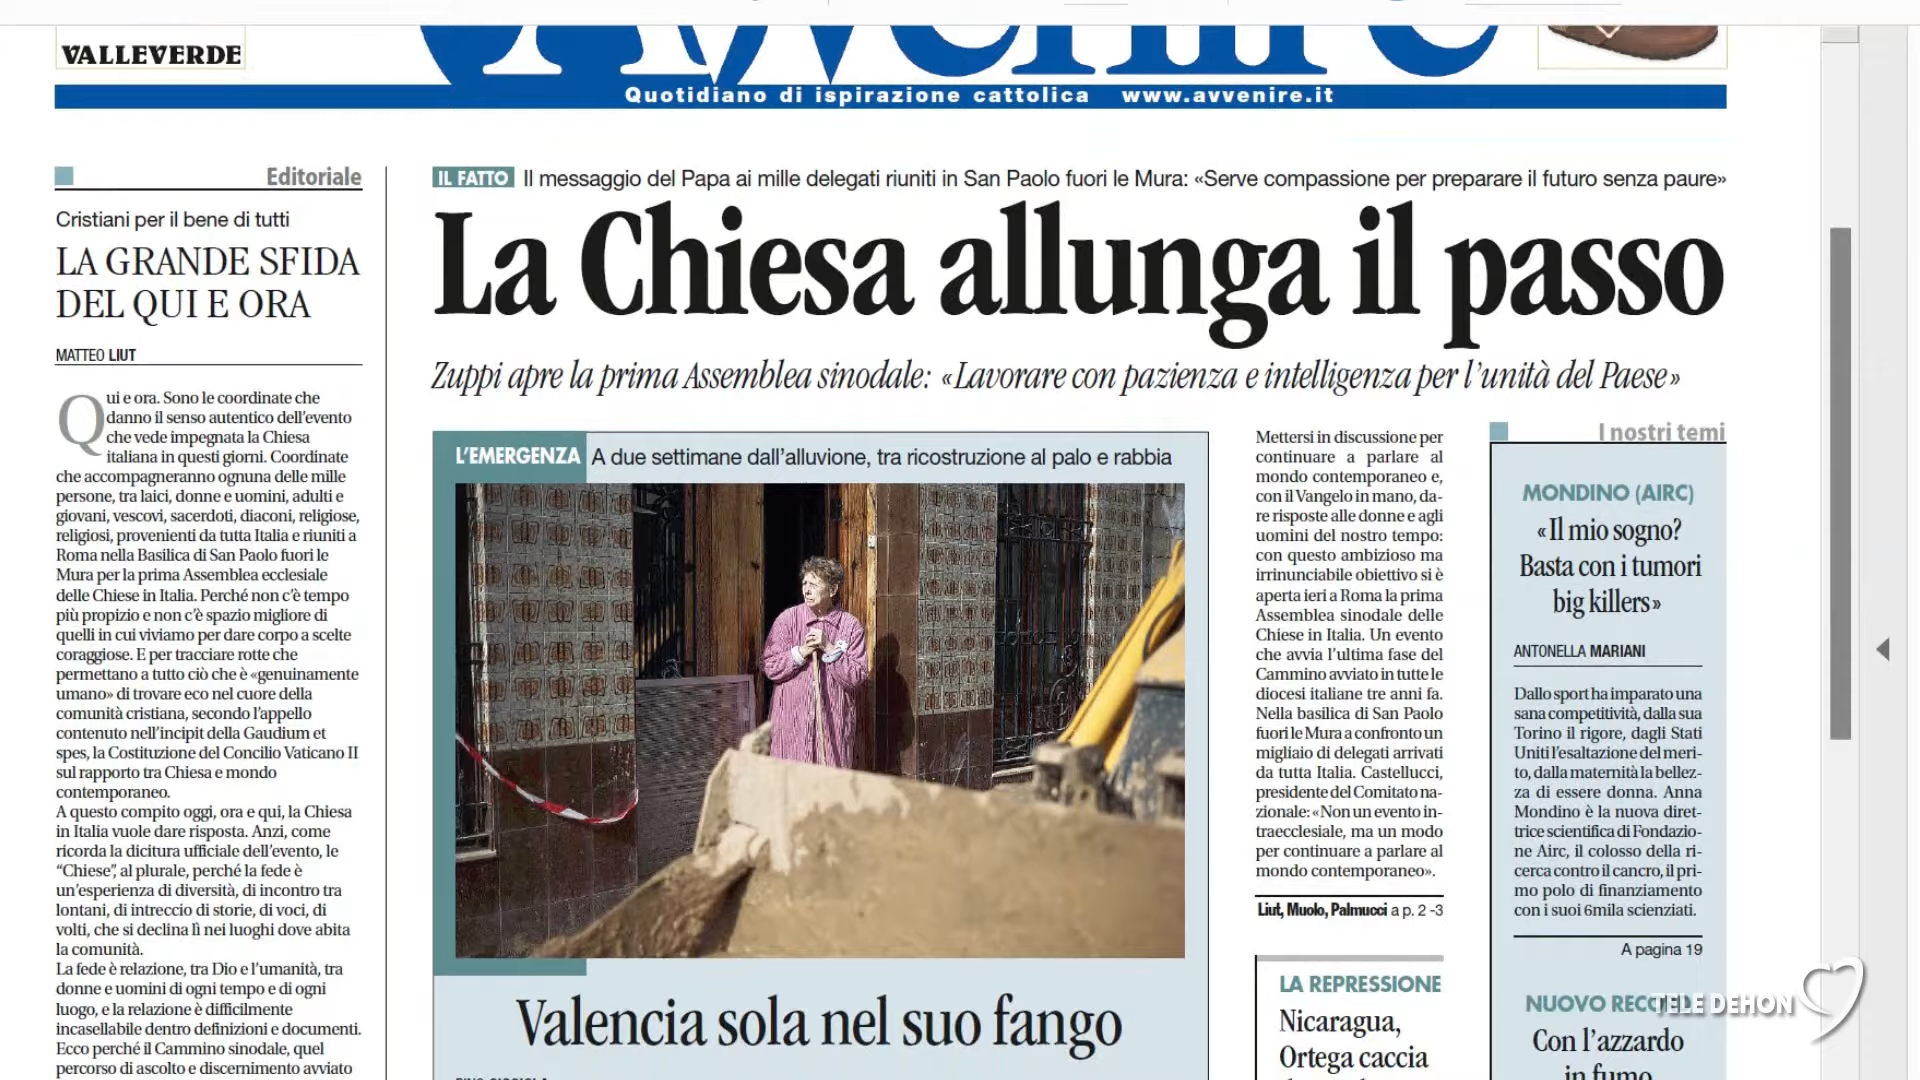 VALLEVERDE
Avvenire
Quotidiano di ispirazione cattolica www.avvenire.it
Editoriale
Cristiani per il bene di tutti
LA GRANDE SFIDA
DEL QUI E ORA
MATTEO LIUT
Qui e ora. Sono le coordinate che
danno il senso autentico dell'evento
che vede impegnata la Chiesa
italiana in questi giorni. Coordinate
che accompagneranno ognuna delle mille
persone, tra laici, donne e uomini, adulti e
giovani, vescovi, sacerdoti, diaconi, religiose,
religiosi, provenienti da tutta Italia e riuniti a
Roma nella Basilica di San Paolo fuori le
Mura per la prima Assemblea ecclesiale
delle Chiese in Italia. Perché non c'è tempo
più propizio e non c'è spazio migliore di
quelli in cui viviamo per dare corpo a scelte
coraggiose. E per tracciare rotte che
permettano a tutto ciò che è «genuinamente
umano» di trovare eco nel cuore della
comunità cristiana, secondo l'appello
contenuto nell'incipit della Gaudium et
spes, la Costituzione del Concilio Vaticano II
sul rapporto tra Chiesa e mondo
contemporaneo.
A questo compito oggi, ora e qui, la Chiesa
in Italia vuole dare risposta. Anzi, come
ricorda la dicitura ufficiale dell'evento, le
“Chiese”, al plurale, perché la fede è
un'esperienza di diversità, di incontro tra
lontani, di intreccio di storie, di voci, di
volti, che si declina lì nei luoghi dove abita
la comunità.
La fede è relazione, tra Dio e l'umanità, tra
donne e uomini di ogni tempo e di ogni
luogo, e la relazione è difficilmente
incasellabile dentro definizioni e documenti.
Ecco perché il Cammino sinodale, quel
percorso di ascolto e discernimento avviato
IL FATTO Il messaggio del Papa ai mille delegati riuniti in San Paolo fuori le Mura: «Serve compassione per preparare il futuro senza paure»
La Chiesa allunga il passo
Zuppi apre la prima Assemblea sinodale: «Lavorare con pazienza e intelligenza per l'unità del Paese»
L'EMERGENZA A due settimane dall'alluvione, tra ricostruzione al palo e rabbia
Valencia sola nel suo fango
Mettersi in discussione per
continuare a parlare al
mondo contemporaneo e,
con il Vangelo in mano, da-
re risposte alle donne e agli
uomini del nostro tempo:
con questo ambizioso ma
irrinunciabile obiettivo si è
aperta ieri a Roma la prima
Assemblea sinodale delle
Chiese in Italia. Un evento
che avvia l'ultima fase del
Cammino avviato in tutte le
diocesi italiane tre anni fa.
Nella basilica di San Paolo
fuori le Mura a confronto un
migliaio di delegati arrivati
da tutta Italia. Castellucci,
presidente del Comitato na-
zionale: «Non un evento in-
traecclesiale, ma un modo
per continuare a parlare al
mondo contemporaneo».
Liut, Muolo, Palmucci a p. 2 -3
LA REPRESSIONE
Nicaragua,
Ortega caccia
I nostri temi
MONDINO (AIRC)
«Il mio sogno?
Basta con i tumori
big killers»
ANTONELLA MARIANI
Dallo sport ha imparato una
sana competitività, dalla sua
Torino il rigore, dagli Stati
Uniti l'esaltazione del meri-
to, dalla maternità la bellez-
za di essere donna. Anna
Mondino è la nuova diret-
trice scientifica di Fondazio-
ne Airc, il colosso della ri-
cerca contro il cancro, il pri-
mo polo di finanziamento
con i suoi 6mila scienziati.
A pagina 19
NUOVO
Con l'azzardo
in fumo
TELE DEHON